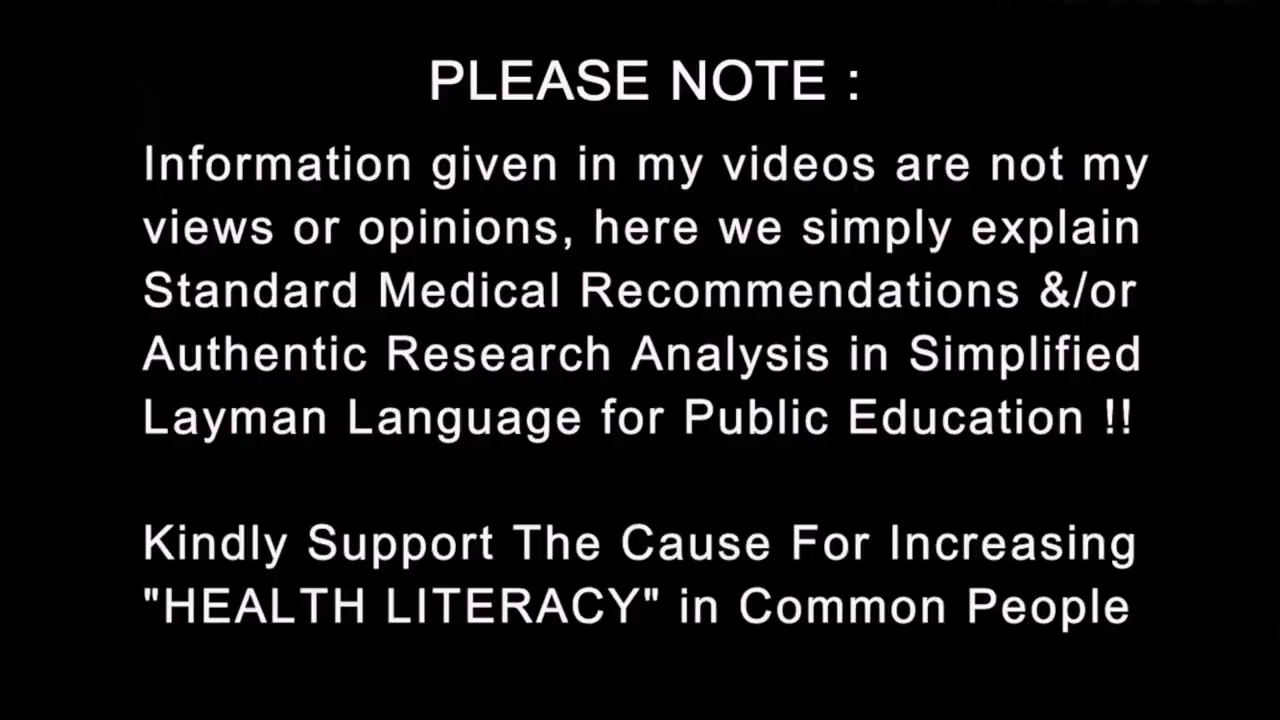 PLEASE NOTE :
Information given in my videos are not my
views or opinions, here we simply explain
Standard Medical Recommendations &/or
Authentic Research Analysis in Simplified
Layman Language for Public Education !!
Kindly Support The Cause For Increasing
"HEALTH LITERACY" in Common People